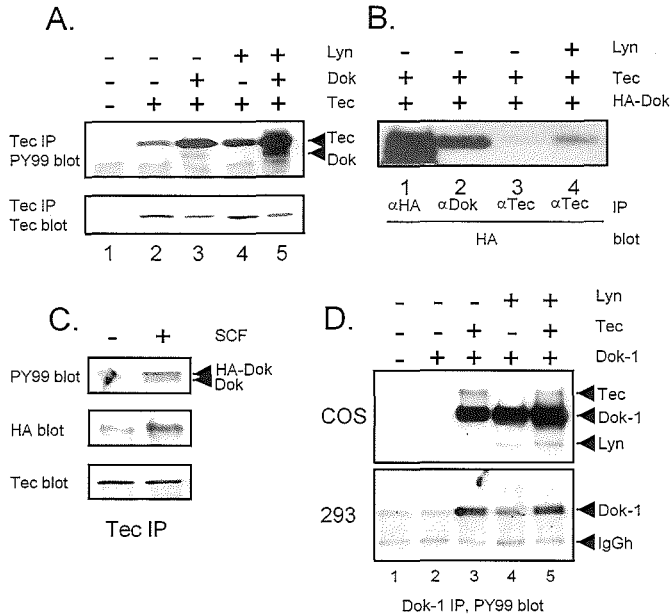 A.
- - - + + Lyn
- - + - + Dok
- + + + + Tec
Tec IP
PY99 blot
Tec
Dok
Tec IP
Tec blot
1 2 3 4 5
B.
- - - + Lyn
+ + + + Tec
+ + + + HA-Dok
1 2 3 4
αHA αDok αTec αTec IP
HA blot
C.
- + SCF
PY99 blot
HA-Dok
Dok
HA blot
Tec blot
Tec IP
D.
- - - + + Lyn
- - + - + Tec
- + + + + Dok-1
COS
Tec
Dok-1
Lyn
293
Dok-1
IgGh
1 2 3 4 5
Dok-1 IP, PY99 blot